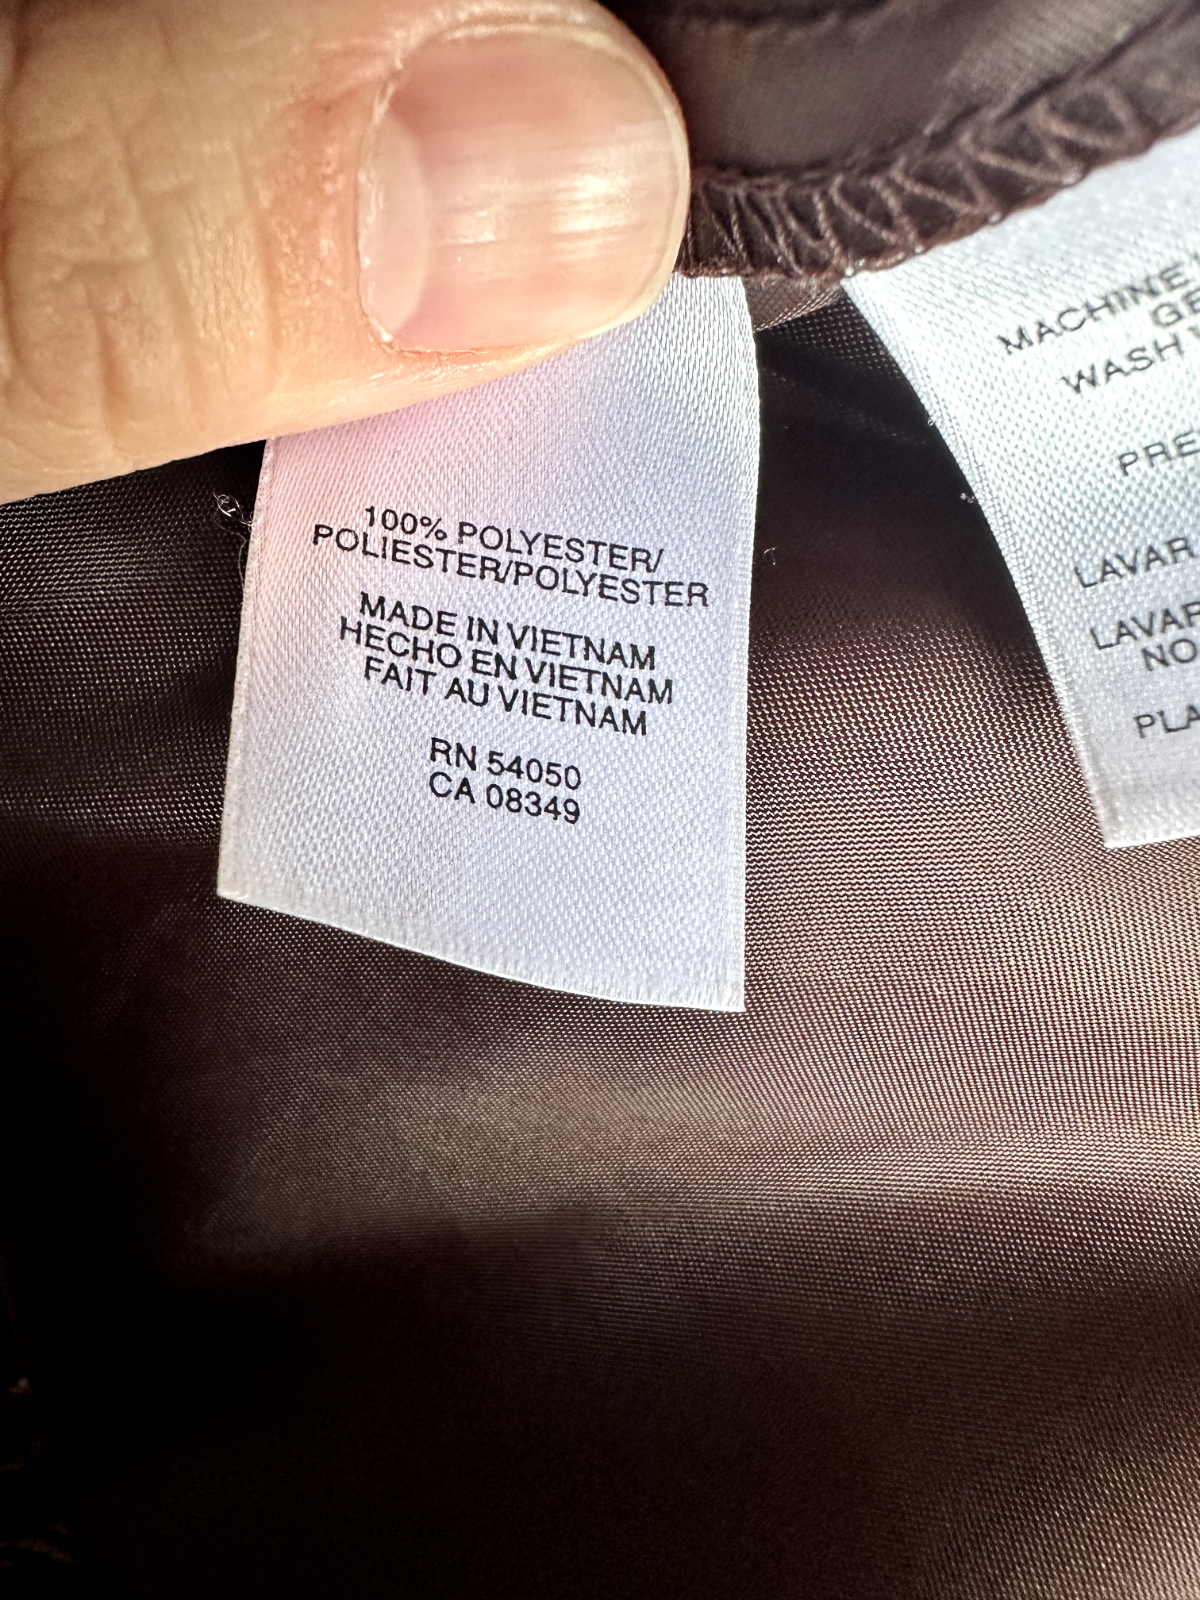 100% POLYESTER/
POLIESTER/POLYESTER
MADE IN VIETNAM
HECHO EN VIETNAM
FAIT AU VIETNAM
RN 54050
CA 08349
MACHINE
WASH
LAVAR
NO